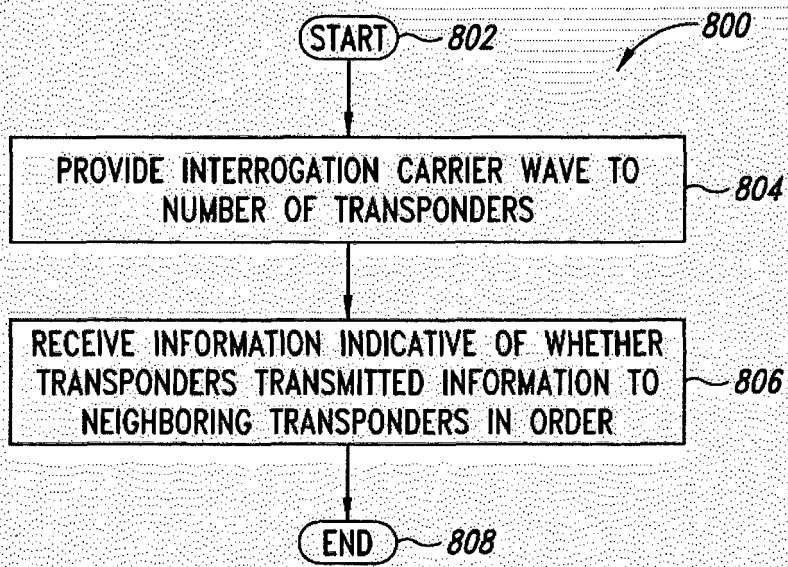 START
802
800
PROVIDE INTERROGATION CARRIER WAVE TO
NUMBER OF TRANSPONDERS
804
RECEIVE INFORMATION INDICATIVE OF WHETHER
TRANSPONDERS TRANSMITTED INFORMATION TO
NEIGHBORING TRANSPONDERS IN ORDER
806
END
808